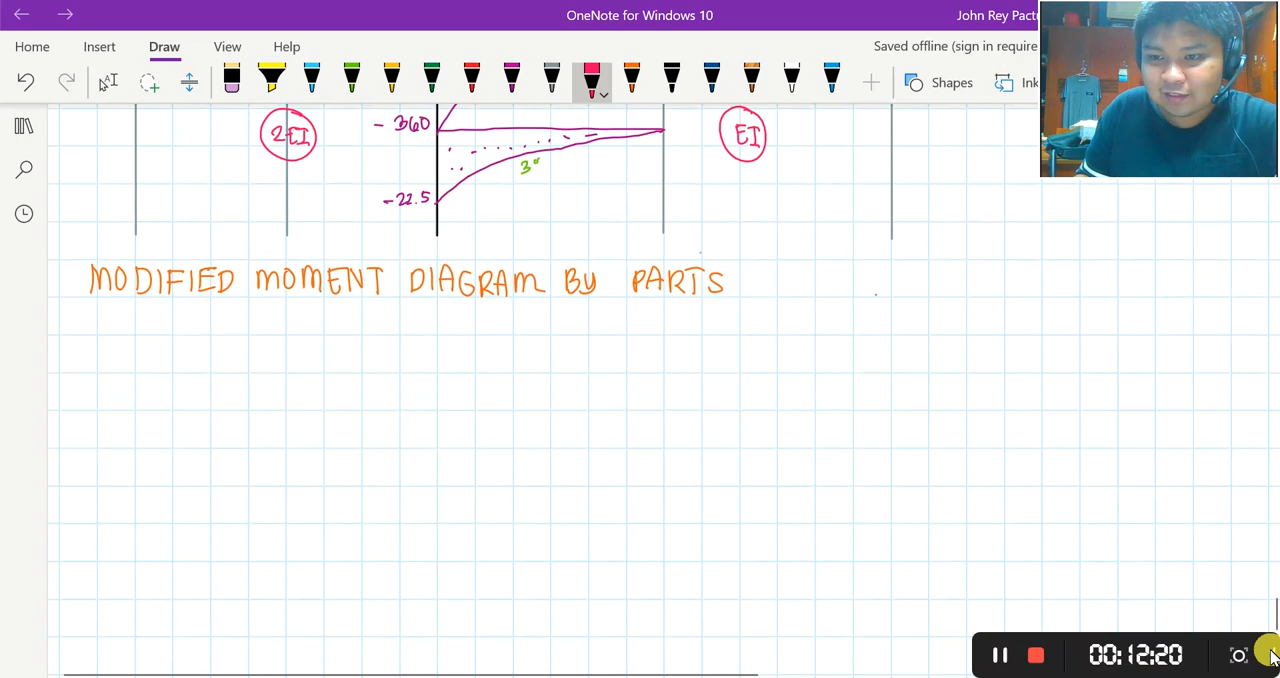 OneNote for Windows 10
John Rey Pactu
Home Insert Draw View Help
Saved offline (sign in require
Shapes
Ink
- 360
2EI
EI
3°
-22.5
MODIFIED MOMENT DIAGRAM BY PARTS
00:12:20